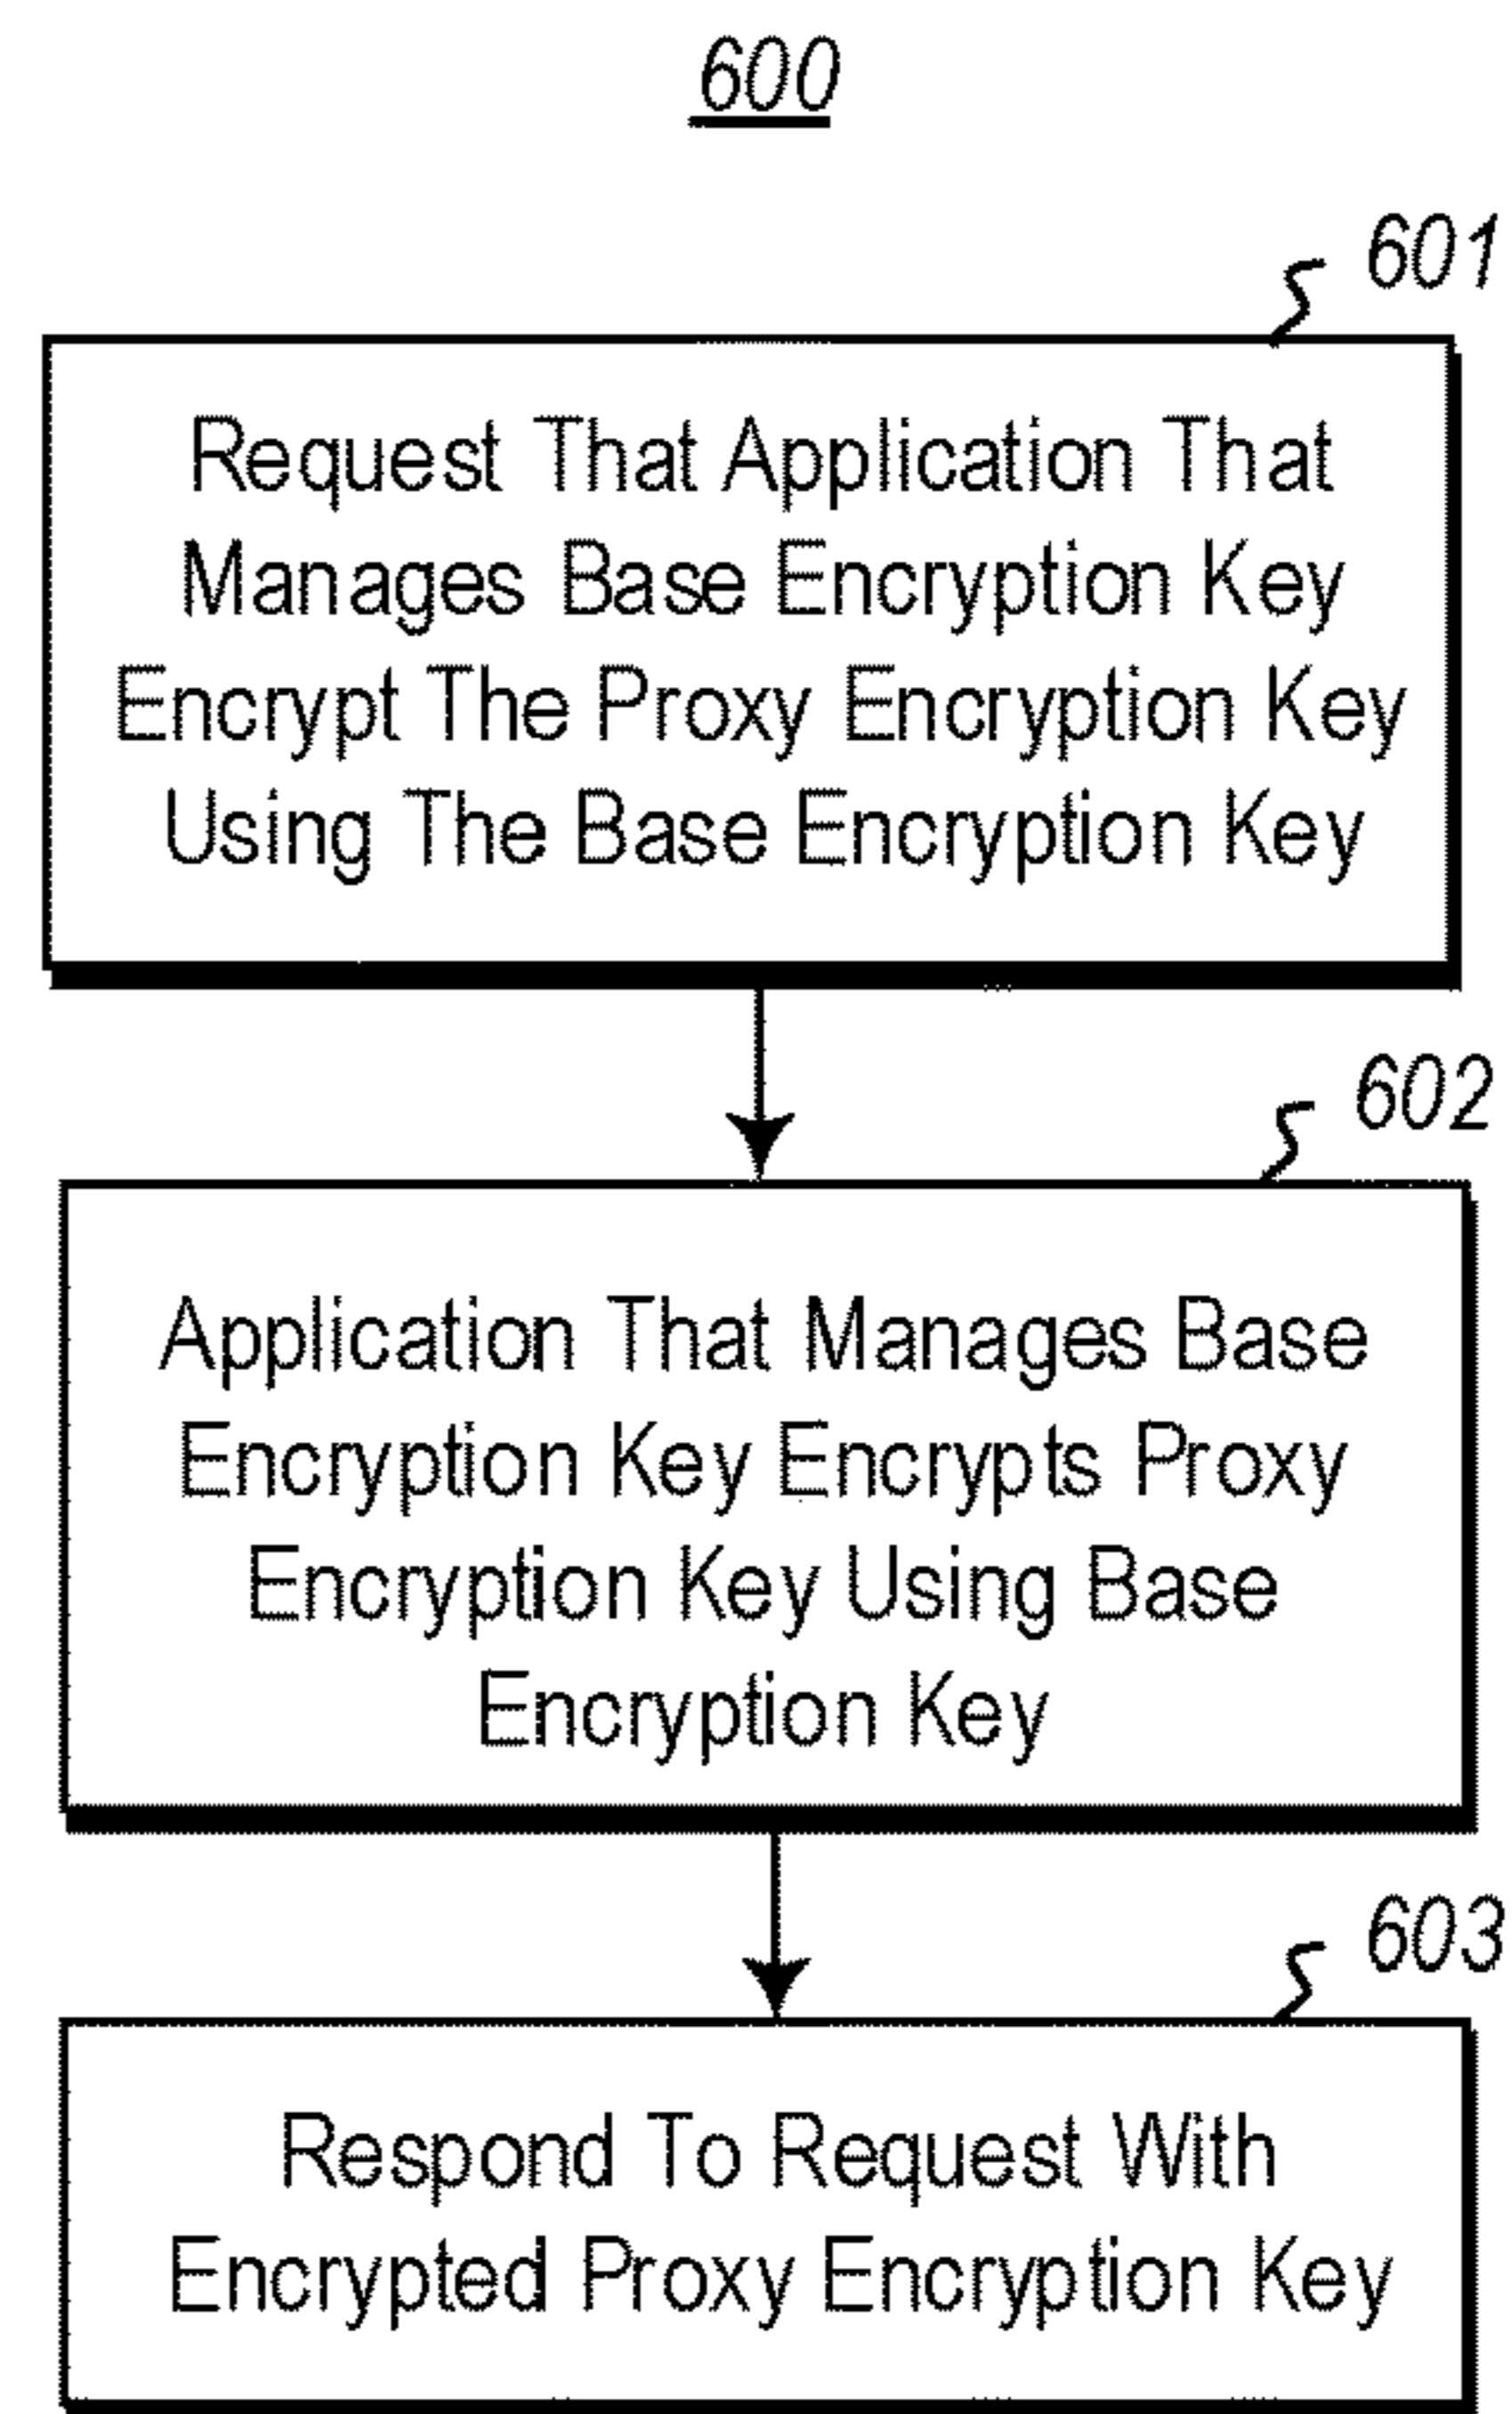 600
601
Request That Application That
Manages Base Encryption Key
Encrypt The Proxy Encryption Key
Using The Base Encryption Key
602
Application That Manages Base
Encryption Key Encrypts Proxy
Encryption Key Using Base
Encryption Key
603
Respond To Request With
Encrypted Proxy Encryption Key